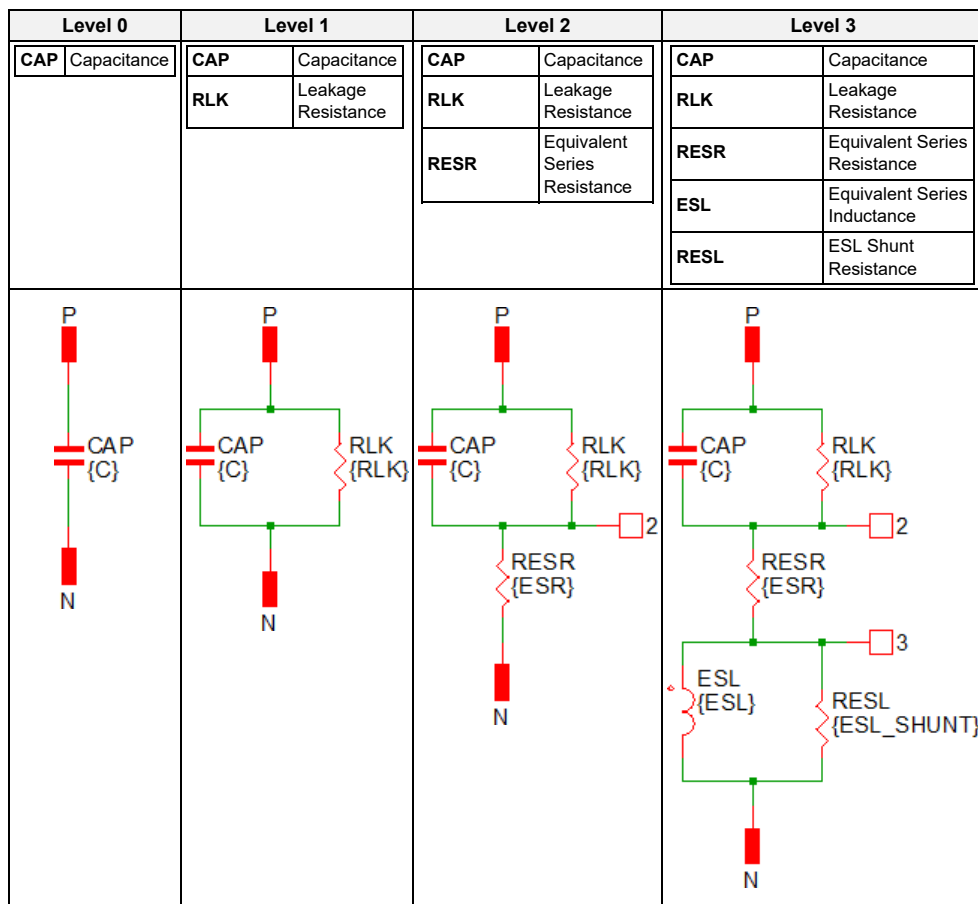 Level 0
Level 1
Level 2
Level 3
CAP Capacitance
CAP Capacitance
RLK Leakage
Resistance
CAP Capacitance
RLK Leakage
Resistance
RESR Equivalent
Series
Resistance
CAP Capacitance
RLK Leakage
Resistance
RESR Equivalent Series
Resistance
ESL Equivalent Series
Inductance
RESL ESL Shunt
Resistance
P
CAP
{C}
N
P
CAP
{C}
RLK
{RLK}
N
P
CAP
{C}
RLK
{RLK}
2
RESR
{ESR}
N
P
CAP
{C}
RLK
{RLK}
2
RESR
{ESR}
3
ESL
{ESL}
RESL
{ESL_SHUNT}
N